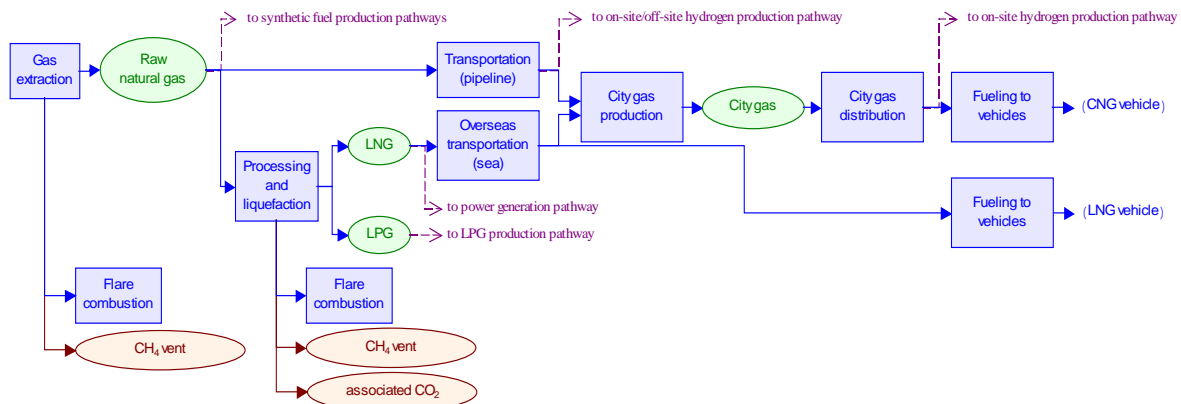 to synthetic fuel production pathways
to on-site/off-site hydrogen production pathway
to on-site hydrogen production pathway
Gas
extraction
Raw
natural gas
Transportation
(pipeline)
City gas
production
City gas
City gas
distribution
Fueling to
vehicles
(CNG vehicle)
LNG
Overseas
transportation
(sea)
Processing
and
liquefaction
to power generation pathway
Fueling to
vehicles
(LNG vehicle)
LPG
to LPG production pathway
Flare
combustion
Flare
combustion
CH₄ vent
CH₄ vent
associated CO₂